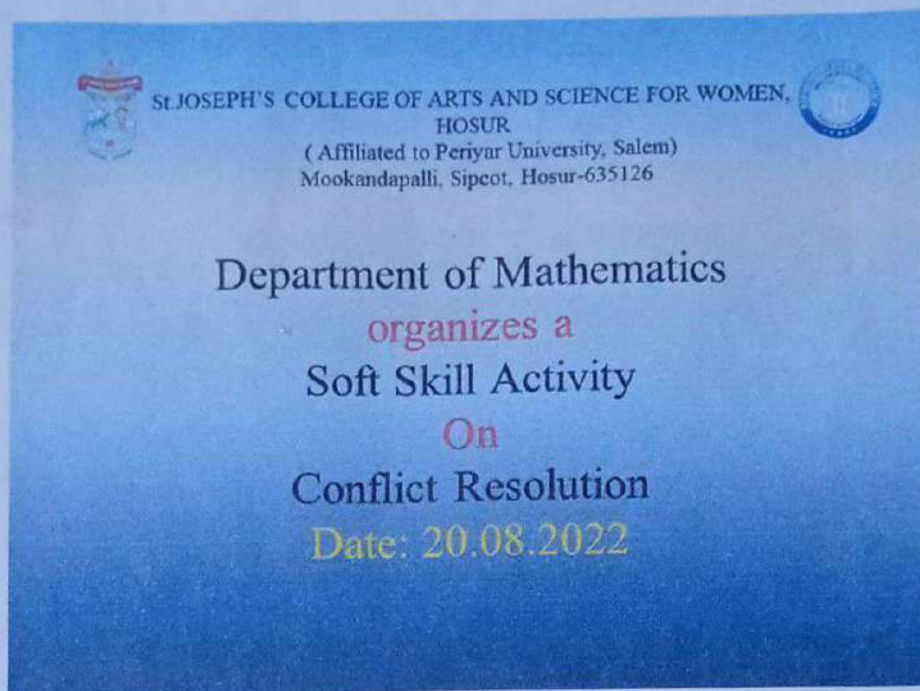 St.JOSEPH'S COLLEGE OF ARTS AND SCIENCE FOR WOMEN,
HOSUR
( Affiliated to Periyar University, Salem)
Mookandapalli, Sipcot, Hosur-635126
Department of Mathematics
organizes a
Soft Skill Activity
On
Conflict Resolution
Date: 20.08.2022